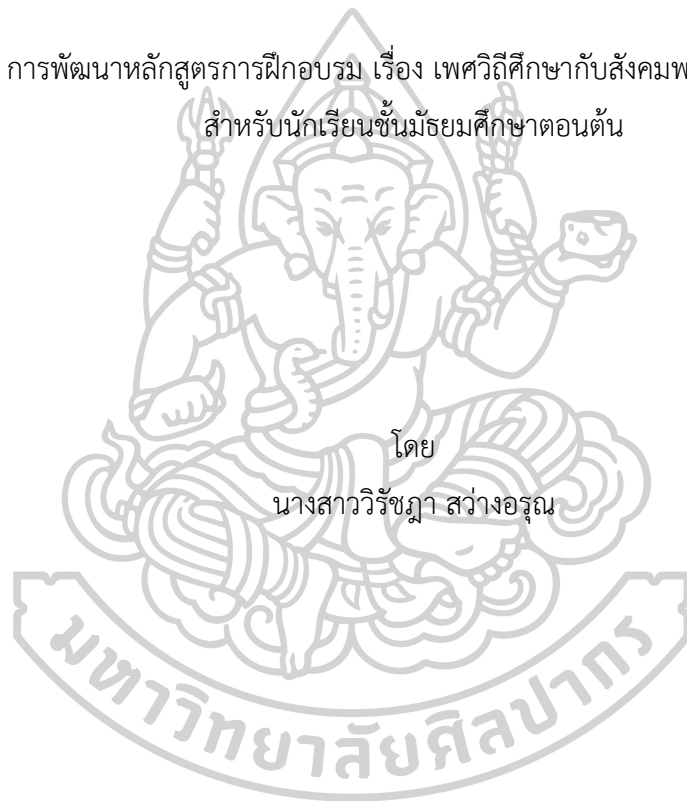 การพัฒนาหลักสูตรการฝึกอบรม เรื่อง เพศวิถีศึกษากับสังคมพ
สำหรับนักเรียนชั้นมัธยมศึกษาตอนต้น
โดย
นางสาววิรัชฎา สว่างอรุณ
มหาวิทยาลัยศิลปากร